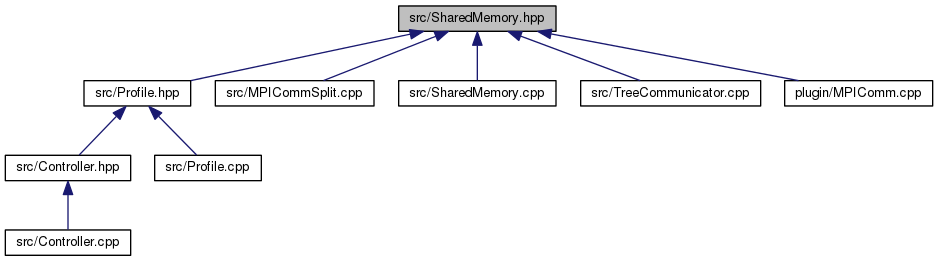 src/SharedMemory.hpp
src/Profile.hpp
src/MPICommSplit.cpp
src/SharedMemory.cpp
src/TreeCommunicator.cpp
plugin/MPIComm.cpp
src/Controller.hpp
src/Profile.cpp
src/Controller.cpp